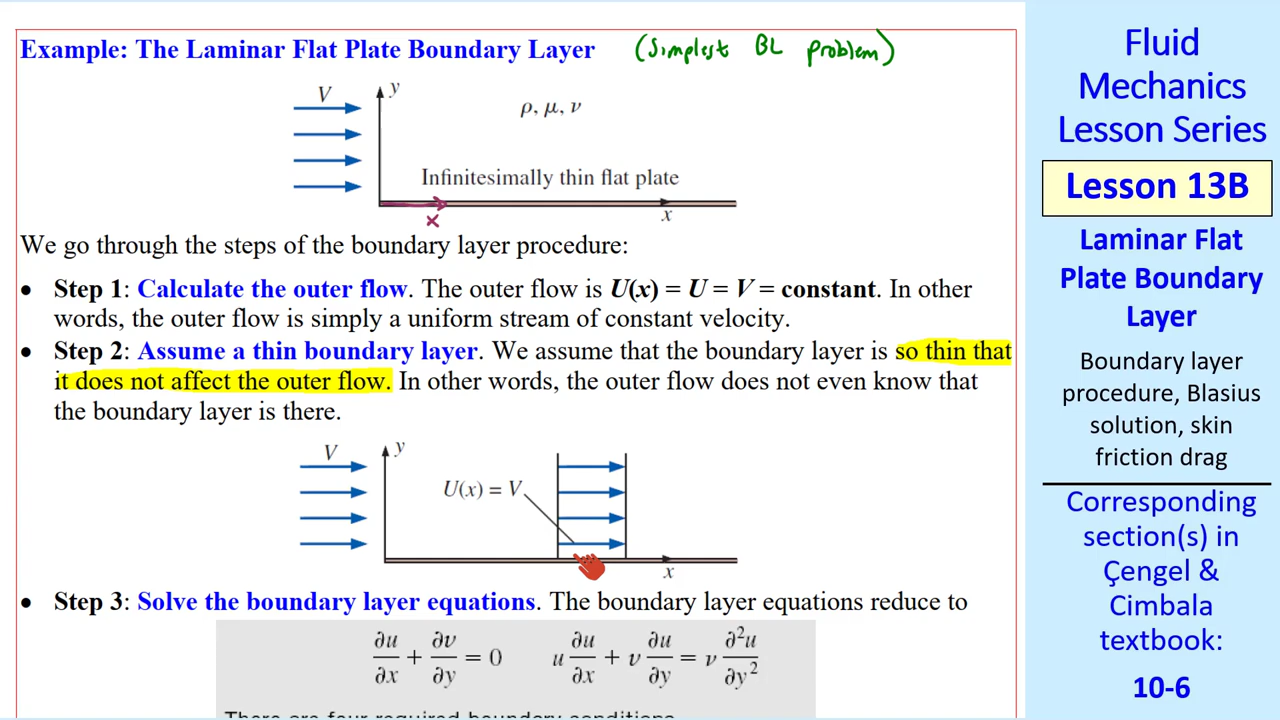 Example: The Laminar Flat Plate Boundary Layer (Simplest BL problem)
V
y
ρ, μ, ν
Infinitesimally thin flat plate
x
x
We go through the steps of the boundary layer procedure:
• Step 1: Calculate the outer flow. The outer flow is U(x) = U = V = constant. In other
words, the outer flow is simply a uniform stream of constant velocity.
• Step 2: Assume a thin boundary layer. We assume that the boundary layer is so thin that
it does not affect the outer flow. In other words, the outer flow does not even know that
the boundary layer is there.
V
y
U(x) = V
x
• Step 3: Solve the boundary layer equations. The boundary layer equations reduce to
∂u/∂x + ∂v/∂y = 0 u ∂u/∂x + v ∂u/∂y = ν ∂²u/∂y²
There are four required boundary conditions
Fluid
Mechanics
Lesson Series
Lesson 13B
Laminar Flat
Plate Boundary
Layer
Boundary layer
procedure, Blasius
solution, skin
friction drag
Corresponding
section(s) in
Çengel &
Cimbala
textbook:
10-6